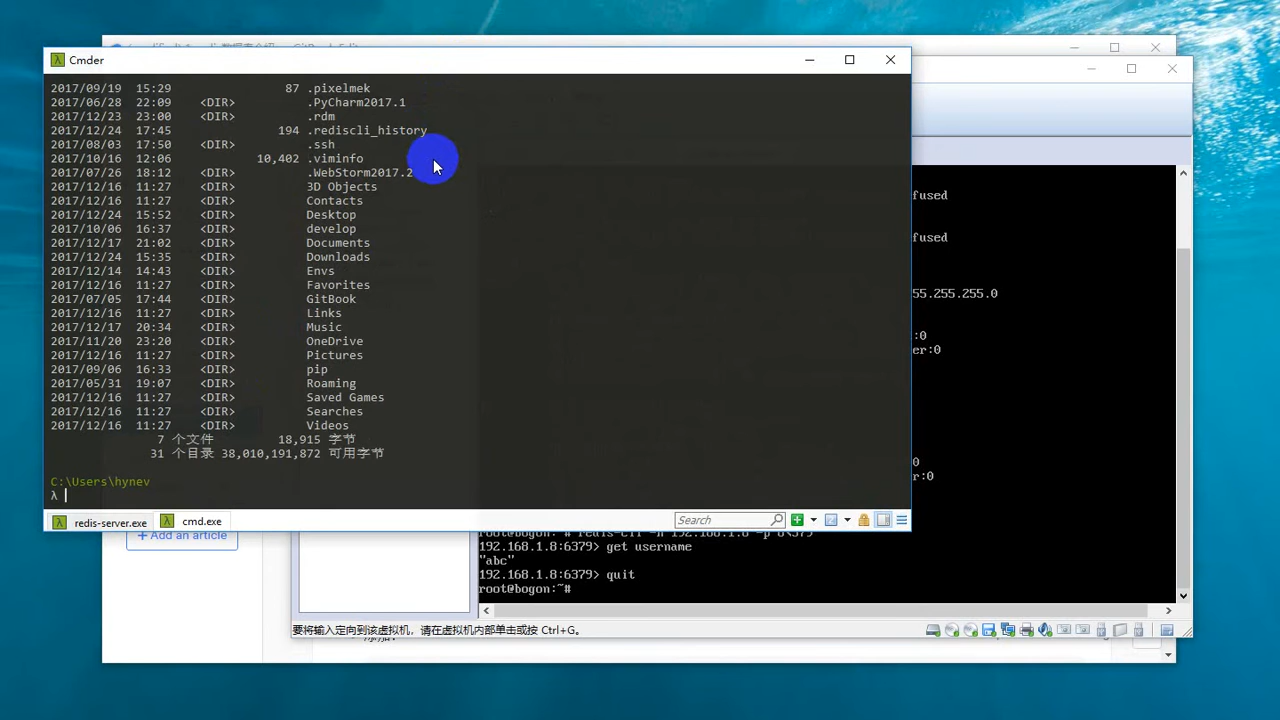 Cmder
2017/09/19 15:29 87 .pixelmek
2017/06/28 22:09 <DIR> .PyCharm2017.1
2017/12/23 23:00 <DIR> .rdm
2017/12/24 17:45 194 .rediscli_history
2017/08/03 17:50 <DIR> .ssh
2017/10/16 12:06 10,402 .viminfo
2017/07/26 18:12 <DIR> .WebStorm2017.2
2017/12/16 11:27 <DIR> 3D Objects
2017/12/16 11:27 <DIR> Contacts
2017/12/24 15:52 <DIR> Desktop
2017/10/06 16:37 <DIR> develop
2017/12/17 21:02 <DIR> Documents
2017/12/24 15:35 <DIR> Downloads
2017/12/14 14:43 <DIR> Envs
2017/12/16 11:27 <DIR> Favorites
2017/07/05 17:44 <DIR> GitBook
2017/12/16 11:27 <DIR> Links
2017/12/17 20:34 <DIR> Music
2017/11/20 23:20 <DIR> OneDrive
2017/12/16 11:27 <DIR> Pictures
2017/09/06 16:33 <DIR> pip
2017/05/31 19:07 <DIR> Roaming
2017/12/16 11:27 <DIR> Saved Games
2017/12/16 11:27 <DIR> Searches
2017/12/16 11:27 <DIR> Videos
7 个文件 18,915 字节
31 个目录 38,010,191,872 可用字节
C:\Users\hynev
λ
redis-server.exe cmd.exe Search
fused
fused
55.255.255.0
:0
er:0
0
er:0
+ Add an article
192.168.1.8:6379> get username
"abc"
192.168.1.8:6379> quit
root@bogon:~#
要将输入定向到该虚拟机，请在虚拟机内部单击或按 Ctrl+G。